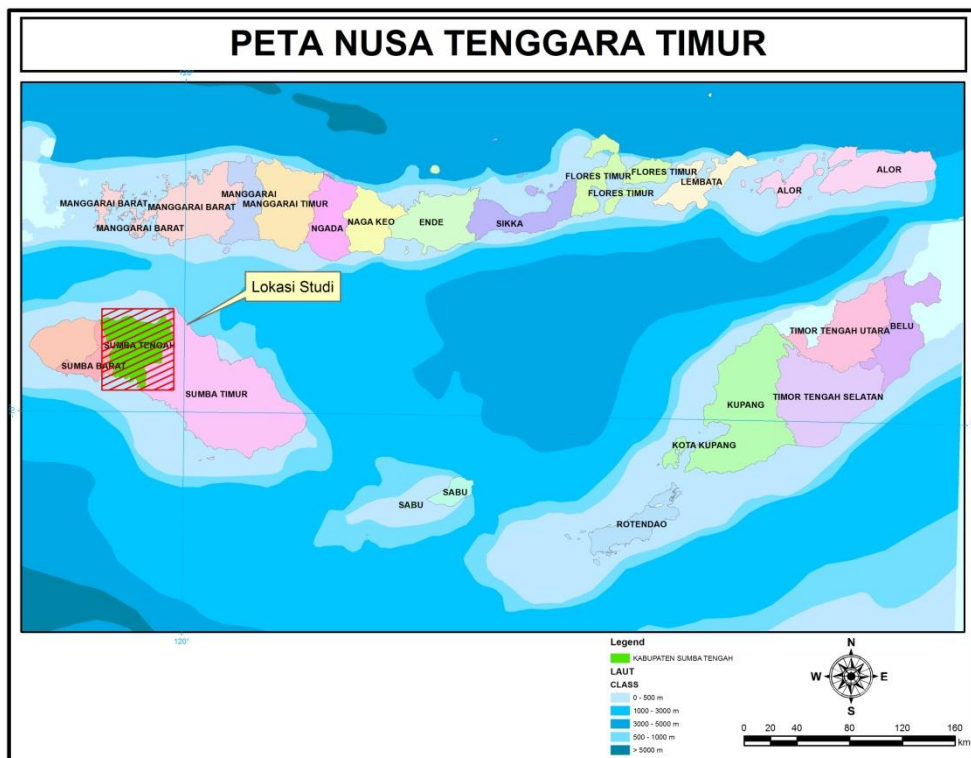 PETA NUSA TENGGARA TIMUR
120°
FLORES TIMUR
FLORES TIMUR
ALOR
LEMBATA
ALOR
FLORES TIMUR
MANGGARAI
MANGGARAI BARAT
MANGGARAI BARAT
MANGGARAI TIMUR
MANGGARAI BARAT
NGADA
NAGA KEO
ENDE
SIKKA
Lokasi Studi
TIMOR TENGAH UTARA
BELU
SUMBA TENGAH
SUMBA BARAT
SUMBA TIMUR
TIMOR TENGAH SELATAN
KUPANG
KOTA KUPANG
SABU
SABU
ROTENDAO
120°
Legend
KABUPATEN SUMBA TENGAH
LAUT
CLASS
0 - 500 m
1000 - 3000 m
3000 - 5000 m
500 - 1000 m
> 5000 m
N
W
E
S
0 20 40 80 120 160
km